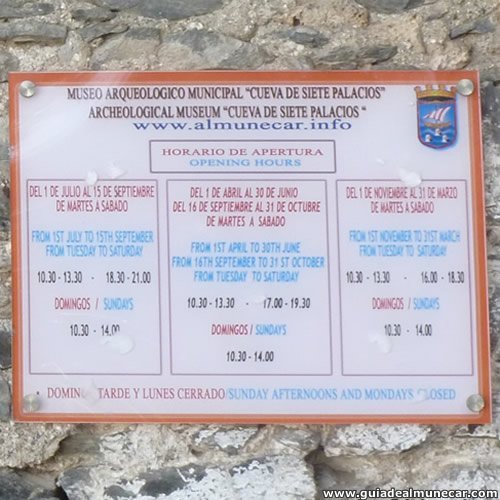 MUSEO ARQUEOLOGICO MUNICIPAL “CUEVA DE SIETE PALACIOS”
ARCHEOLOGICAL MUSEUM “CUEVA DE SIETE PALACIOS “
www.almunecar.info
HORARIO DE APERTURA
OPENING HOURS
DEL 1 DE JULIO AL 15 DE SEPTIEMBRE
DE MARTES A SABADO
FROM 1ST JULY TO 15TH SEPTEMBER
FROM TUESDAY TO SATURDAY
10.30 - 13.30 - 18.30 - 21.00
DOMINGOS / SUNDAYS
10.30 - 14.00
DEL 1 DE ABRIL AL 30 DE JUNIO
DEL 16 DE SEPTIEMBRE AL 31 DE OCTUBRE
DE MARTES A SABADO
FROM 1ST APRIL TO 30TH JUNE
FROM 16TH SEPTEMBER TO 31 ST OCTOBER
FROM TUESDAY TO SATURDAY
10.30 - 13.30 - 17.00 - 19.30
DOMINGOS / SUNDAYS
10.30 - 14.00
DEL 1 DE NOVIEMBRE AL 31 DE MARZO
DE MARTES A SABADO
FROM 1ST NOVEMBER TO 31ST MARCH
FROM TUESDAY TO SATURDAY
10.30 - 13.30 - 16.00 - 18.30
DOMINGOS / SUNDAYS
10.30 - 14.00
TARDE Y LUNES CERRADO/SUNDAY AFTERNOONS AND MONDAYS CLOSED
www.guiadealmunecar.com